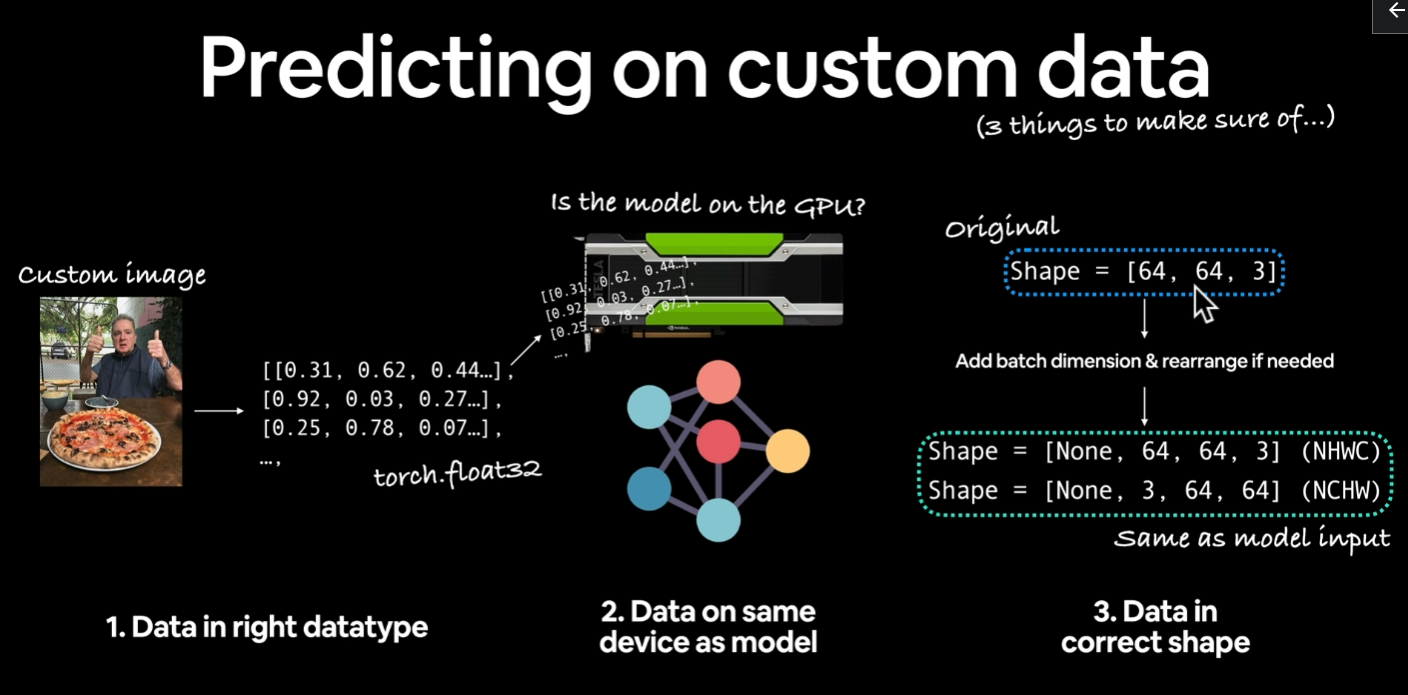 Predicting on custom data
(3 things to make sure of...)
Custom image
[[0.31, 0.62, 0.44…],
[0.92, 0.03, 0.27…],
[0.25, 0.78, 0.07…],
…,
torch.float32
1. Data in right datatype
Is the model on the GPU?
[[0.31, 0.62, 0.44…],
[0.92, 0.03, 0.27…],
[0.25, 0.78, 0.07…],
…,
2. Data on same
device as model
Original
Shape = [64, 64, 3]
Add batch dimension & rearrange if needed
Shape = [None, 64, 64, 3] (NHWC)
Shape = [None, 3, 64, 64] (NCHW)
Same as model input
3. Data in
correct shape